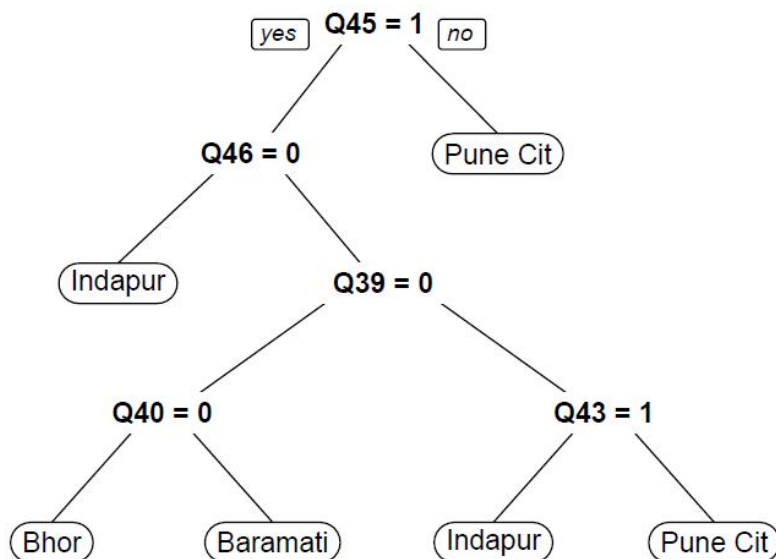 yes Q45 = 1 no
Q46 = 0 Pune Cit
Indapur Q39 = 0
Q40 = 0 Q43 = 1
Bhor Baramati Indapur Pune Cit